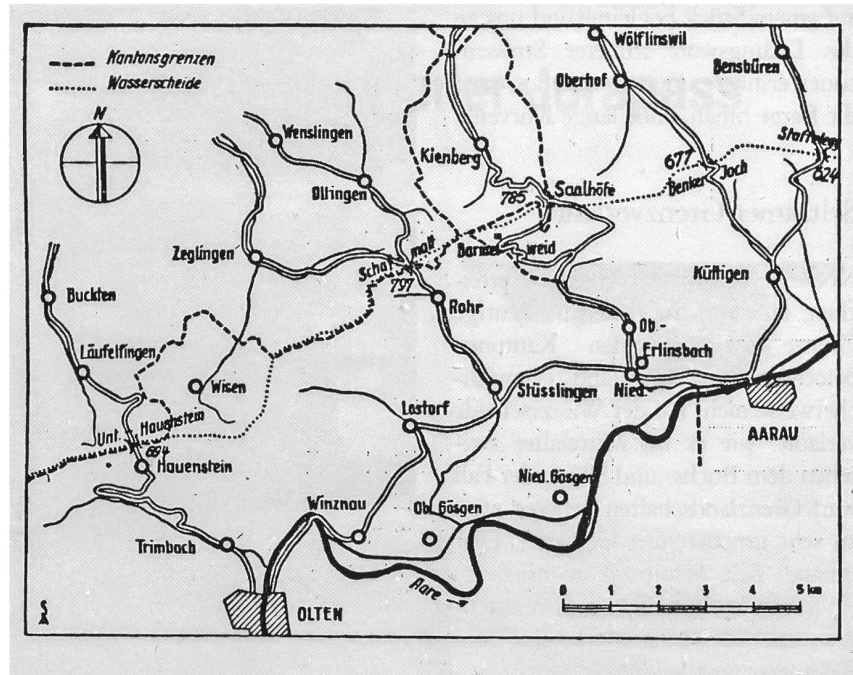 Kantonsgrenzen
Wasserscheide
N
Wölflinswil
Bensbüren
Oberhof
Wenslingen
Kienberg
Staffelegg
677
624
Oltingen
Benker Joch
785
Saalhöfe
Zeglingen
Schafmatt
Barmelweid
797
Küttigen
Buckten
Rohr
Ob.-
Erlinsbach
Läufelfingen
Nied.-
Wisen
Stüsslingen
Lostorf
AARAU
Unt. Hauenstein
694
Hauenstein
Nied. Gösgen
Winznau
Ob. Gösgen
Trimbach
Aare
0 1 2 3 4 5 km
OLTEN